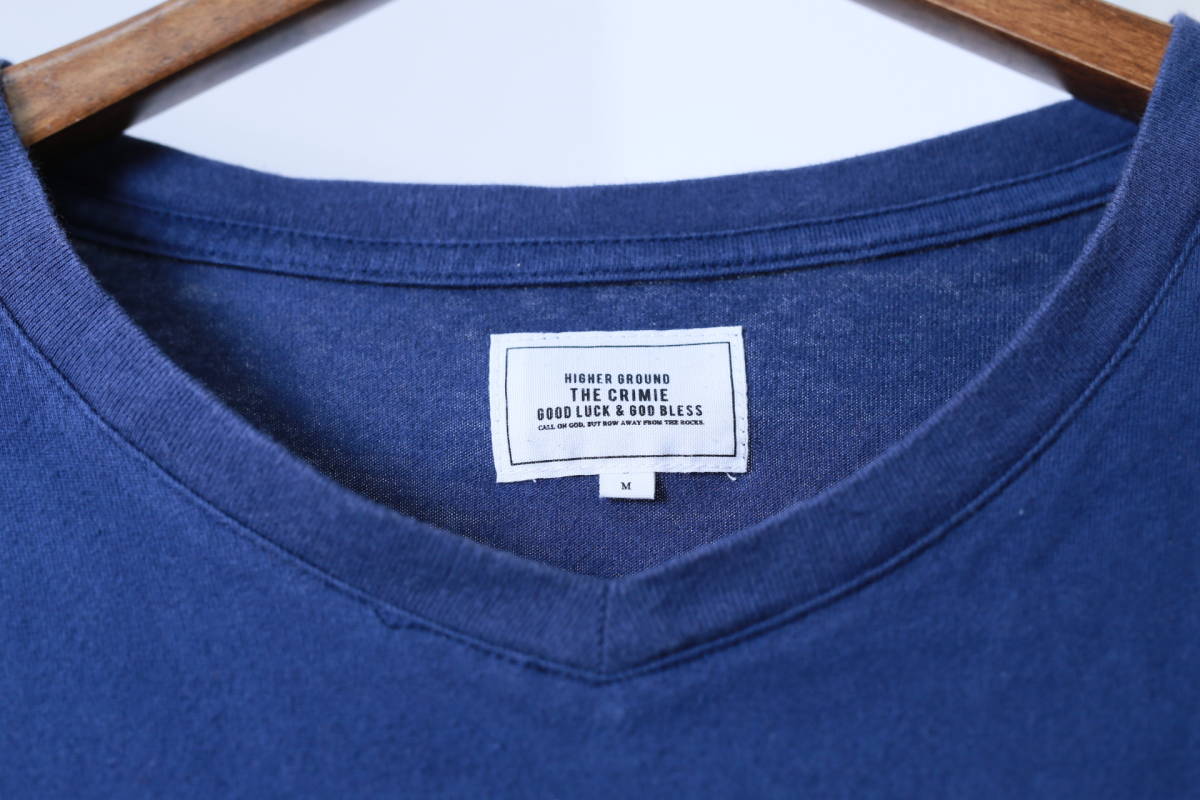 HIGHER GROUND
THE CRIMIE
GOOD LUCK & GOD BLESS
CALL ON GOD, BUT ROW AWAY FROM THE ROCKS.
M